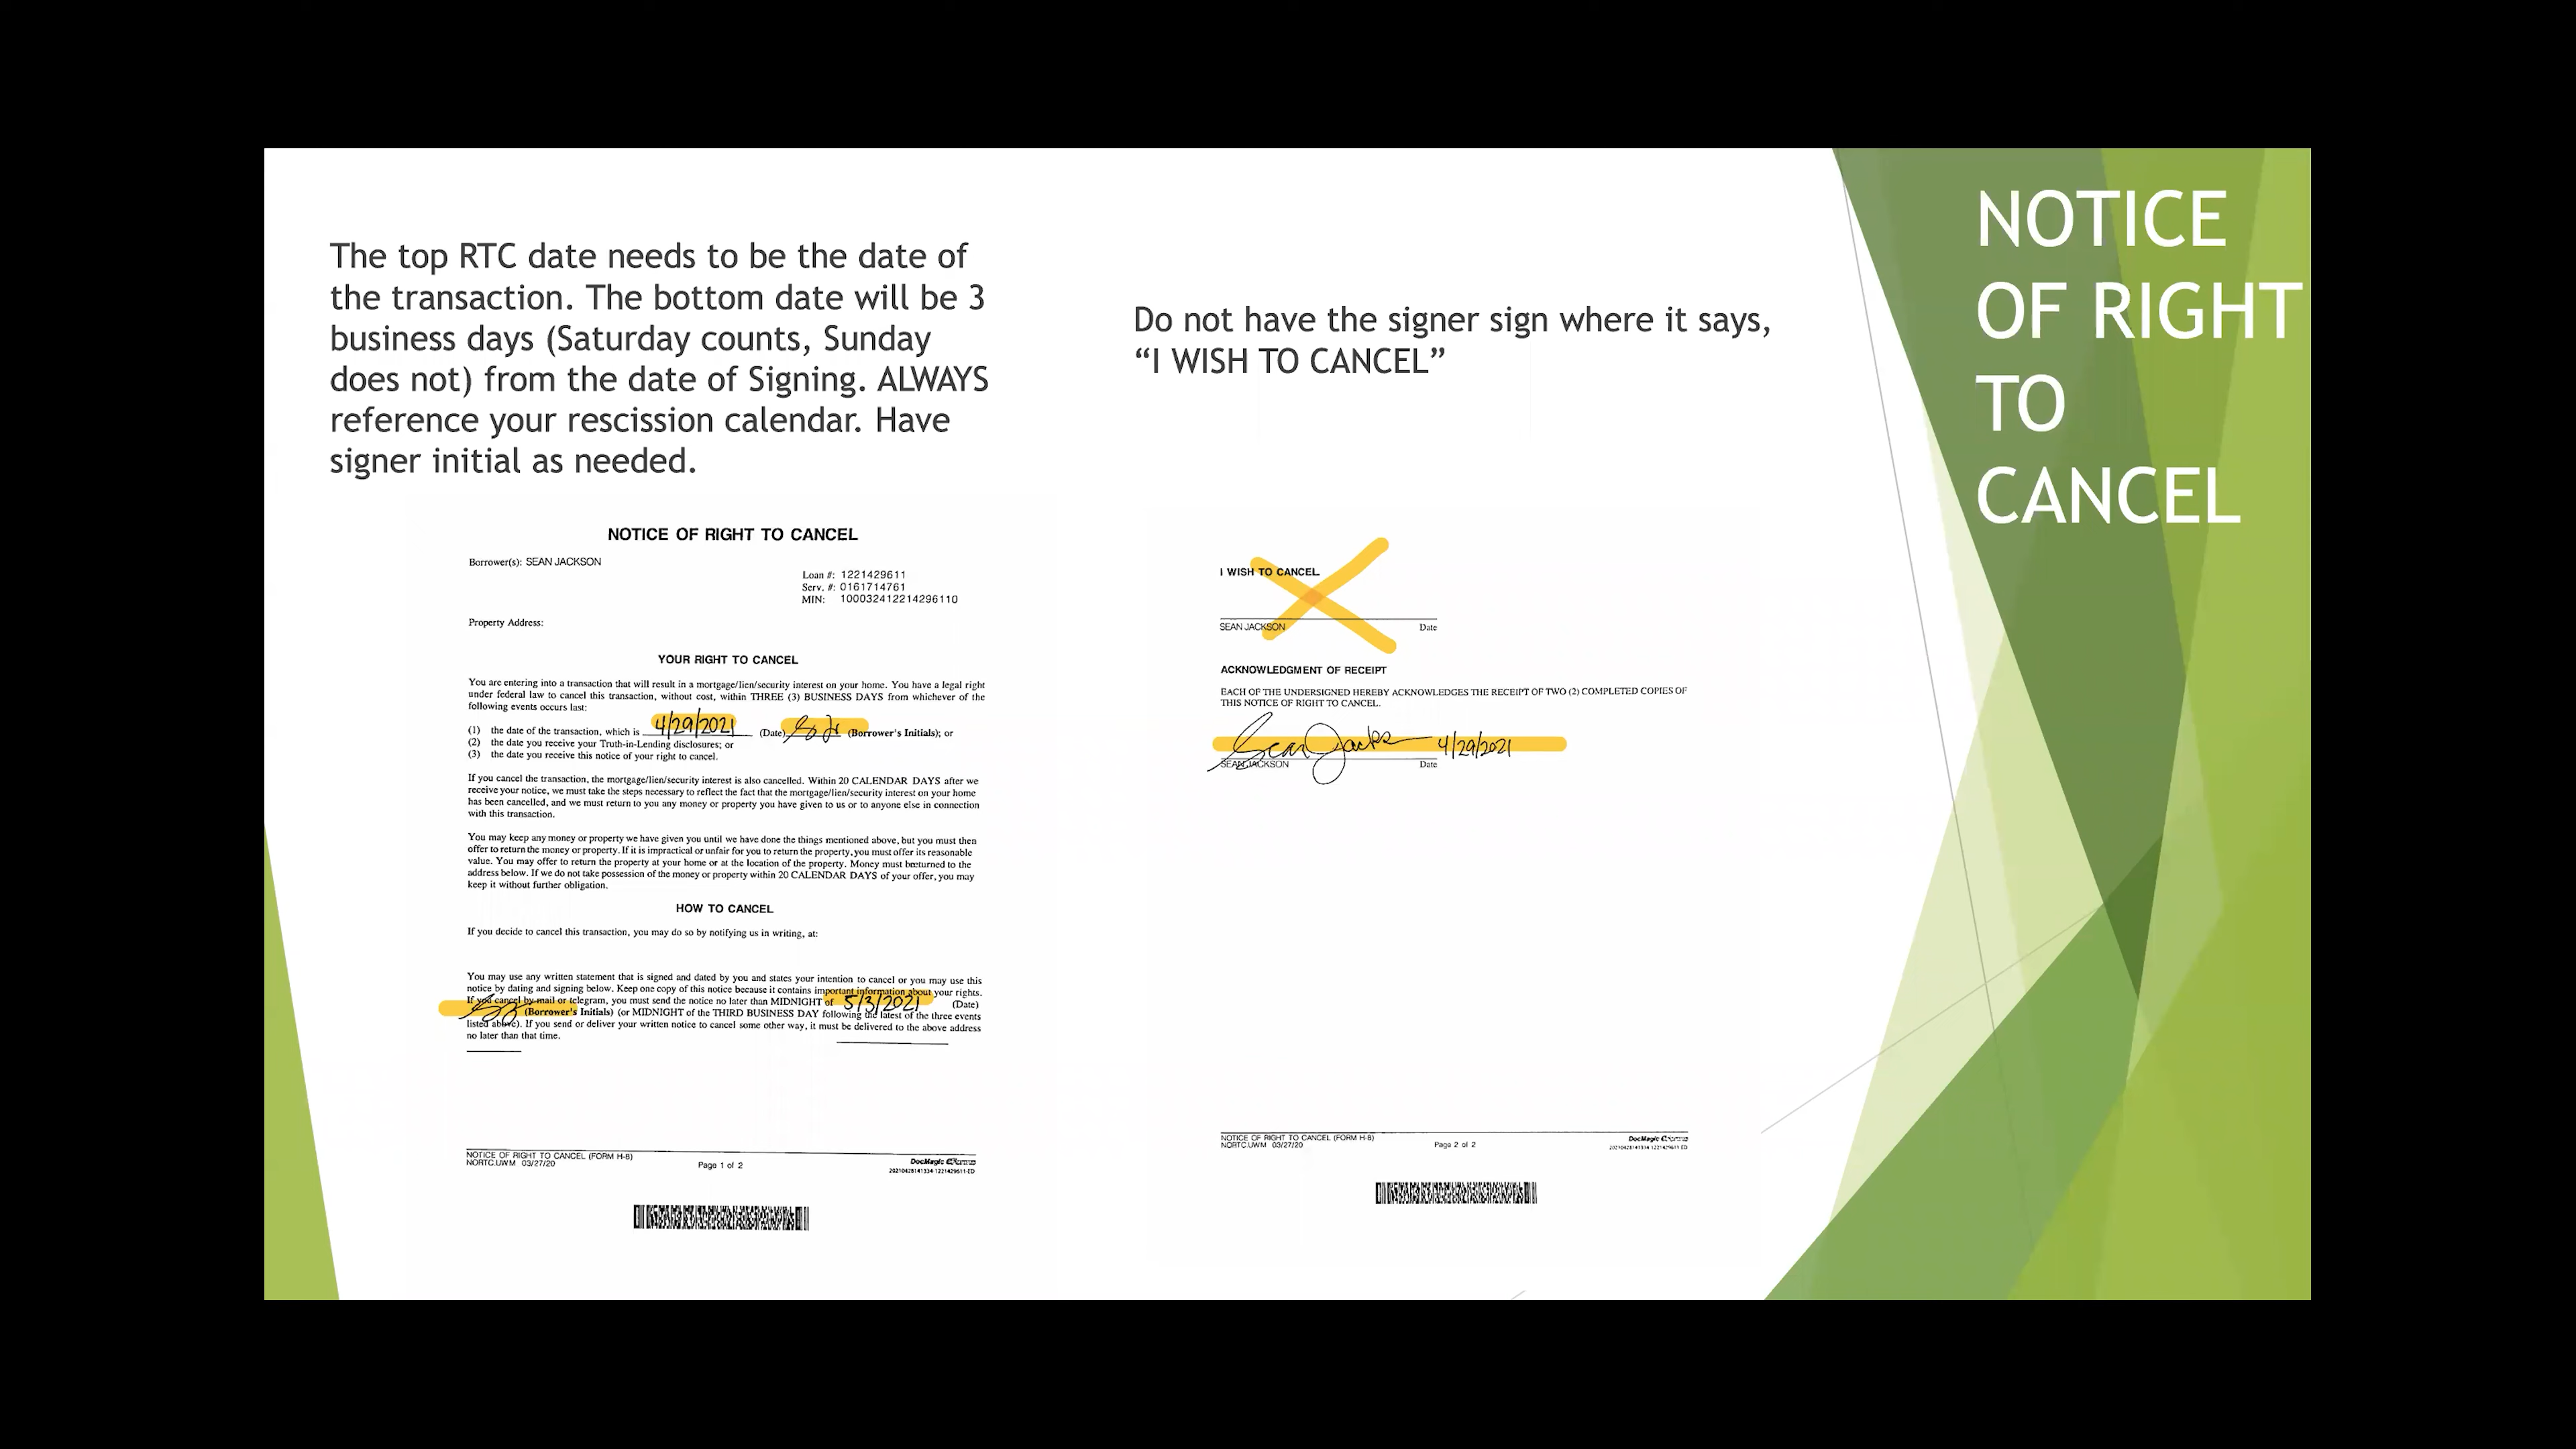 NOTICE
OF RIGHT
TO
CANCEL
The top RTC date needs to be the date of
the transaction. The bottom date will be 3
business days (Saturday counts, Sunday
does not) from the date of Signing. ALWAYS
reference your rescission calendar. Have
signer initial as needed.
NOTICE OF RIGHT TO CANCEL
Borrower(s): SEAN JACKSON
Loan #: 1221429611
Serv. #: 0161714761
MIN: 100032412214296110
Property Address:
YOUR RIGHT TO CANCEL
You are entering into a transaction that will result in a mortgage/lien/security interest on your home. You have a legal right
under federal law to cancel this transaction, without cost, within THREE (3) BUSINESS DAYS from whichever of the
following events occurs last:
(1) the date of the transaction, which is 4/29/2021 (Date) SJ (Borrower's Initials); or
(2) the date you receive your Truth-in-Lending disclosures; or
(3) the date you receive this notice of your right to cancel.
If you cancel the transaction, the mortgage/lien/security interest is also cancelled. Within 20 CALENDAR DAYS after we
receive your notice, we must take the steps necessary to reflect the fact that the mortgage/lien/security interest on your home
has been cancelled, and we must return to you any money or property you have given to us or to anyone else in connection
with this transaction.
You may keep any money or property we have given you until we have done the things mentioned above, but you must then
offer to return the money or property. If it is impractical or unfair for you to return the property, you must offer its reasonable
value. You may offer to return the property at your home or at the location of the property. Money must be turned to the
address below. If we do not take possession of the money or property within 20 CALENDAR DAYS of your offer, you may
keep it without further obligation.
HOW TO CANCEL
If you decide to cancel this transaction, you may do so by notifying us in writing, at:
You may use any written statement that is signed and dated by you and states your intention to cancel or you may use this
notice by dating and signing below. Keep one copy of this notice because it contains important information about your rights.
If you cancel by mail or telegram, you must send the notice no later than MIDNIGHT of 5/3/2021 (Date)
SJ (Borrower's Initials) (or MIDNIGHT of the THIRD BUSINESS DAY following the latest of the three events
listed above). If you send or deliver your written notice to cancel some other way, it must be delivered to the above address
no later than that time.
NOTICE OF RIGHT TO CANCEL (FORM H-8)
NORTC.UWM 03/27/20
Page 1 of 2
DocMagic
Do not have the signer sign where it says,
“I WISH TO CANCEL”
I WISH TO CANCEL
SEAN JACKSON Date
ACKNOWLEDGMENT OF RECEIPT
EACH OF THE UNDERSIGNED HEREBY ACKNOWLEDGES THE RECEIPT OF TWO (2) COMPLETED COPIES OF
THIS NOTICE OF RIGHT TO CANCEL.
Sean Jackson 4/29/2021
SEAN JACKSON Date
NOTICE OF RIGHT TO CANCEL (FORM H-8)
NORTC.UWM 03/27/20
Page 2 of 2
DocMagic